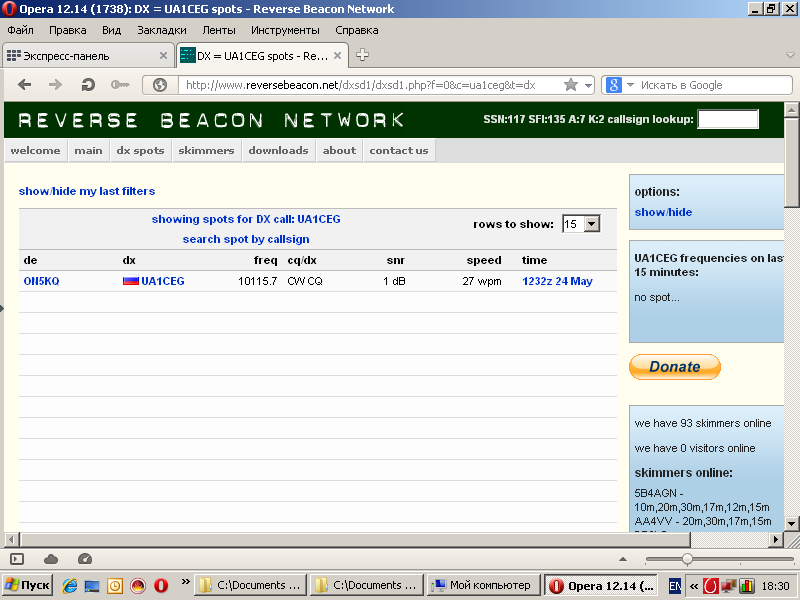 Opera 12.14 (1738): DX = UA1CEG spots - Reverse Beacon Network
Файл Правка Вид Закладки Ленты Инструменты Справка
Экспресс-панель
DX = UA1CEG spots - Re...
http://www.reversebeacon.net/dxsd1/dxsd1.php?f=0&c=ua1ceg&t=dx
Искать в Google
REVERSE BEACON NETWORK
SSN:117 SFI:135 A:7 K:2 callsign lookup:
welcome main dx spots skimmers downloads about contact us
show/hide my last filters
showing spots for DX call: UA1CEG
search spot by callsign
rows to show: 15
de dx freq cq/dx snr speed time
ON5KQ UA1CEG 10115.7 CW CQ 1 dB 27 wpm 1232z 24 May
options:
show/hide
UA1CEG frequencies on las
15 minutes:
no spot...
Donate
we have 93 skimmers online
we have 0 visitors online
skimmers online:
5B4AGN -
10m,20m,30m,17m,12m,15m
AA4VV - 20m,30m,17m,15m
Пуск
C:\Documents ...
C:\Documents ...
Мой компьютер
Opera 12.14 (...
EN
18:30